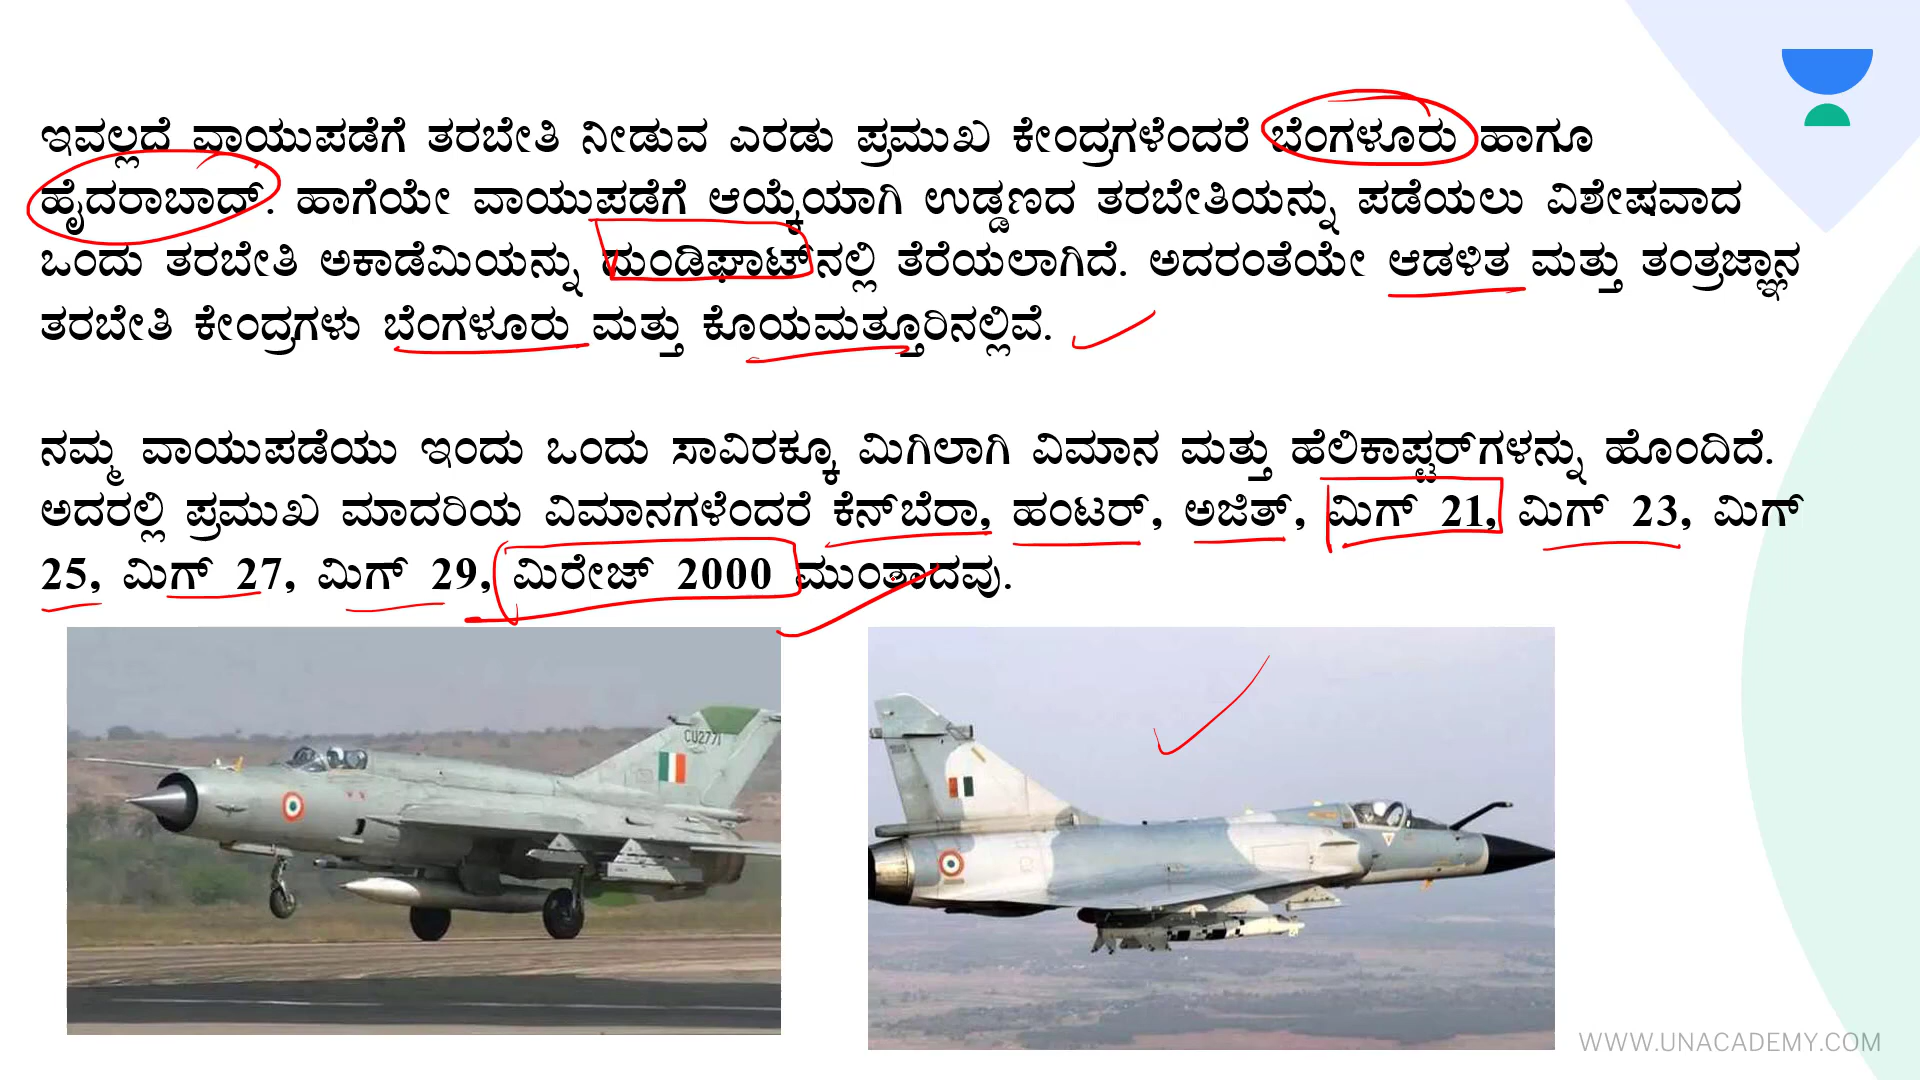 ಇವಲ್ಲದೆ ವಾಯುಪಡೆಗೆ ತರಬೇತಿ ನೀಡುವ ಎರಡು ಪ್ರಮುಖ ಕೇಂದ್ರಗಳೆಂದರೆ ಬೆಂಗಳೂರು ಹಾಗೂ
ಹೈದರಾಬಾದ್. ಹಾಗೆಯೇ ವಾಯುಪಡೆಗೆ ಆಯ್ಕೆಯಾಗಿ ಉಡ್ಡಣದ ತರಬೇತಿಯನ್ನು ಪಡೆಯಲು ವಿಶೇಷವಾದ
ಒಂದು ತರಬೇತಿ ಅಕಾಡೆಮಿಯನ್ನು ದುಂಡಿಘಾಟ್‌ನಲ್ಲಿ ತೆರೆಯಲಾಗಿದೆ. ಅದರಂತೆಯೇ ಆಡಳಿತ ಮತ್ತು ತಂತ್ರಜ್ಞಾನ
ತರಬೇತಿ ಕೇಂದ್ರಗಳು ಬೆಂಗಳೂರು ಮತ್ತು ಕೊಯಮತ್ತೂರಿನಲ್ಲಿವೆ.
ನಮ್ಮ ವಾಯುಪಡೆಯು ಇಂದು ಒಂದು ಸಾವಿರಕ್ಕೂ ಮಿಗಿಲಾಗಿ ವಿಮಾನ ಮತ್ತು ಹೆಲಿಕಾಪ್ಟರ್‌ಗಳನ್ನು ಹೊಂದಿದೆ.
ಅದರಲ್ಲಿ ಪ್ರಮುಖ ಮಾದರಿಯ ವಿಮಾನಗಳೆಂದರೆ ಕೆನ್‌ಬೆರಾ, ಹಂಟರ್, ಅಜಿತ್, ಮಿಗ್ 21, ಮಿಗ್ 23, ಮಿಗ್
25, ಮಿಗ್ 27, ಮಿಗ್ 29, ಮಿರೇಜ್ 2000 ಮುಂತಾದವು.
CU2771
WWW.UNACADEMY.COM